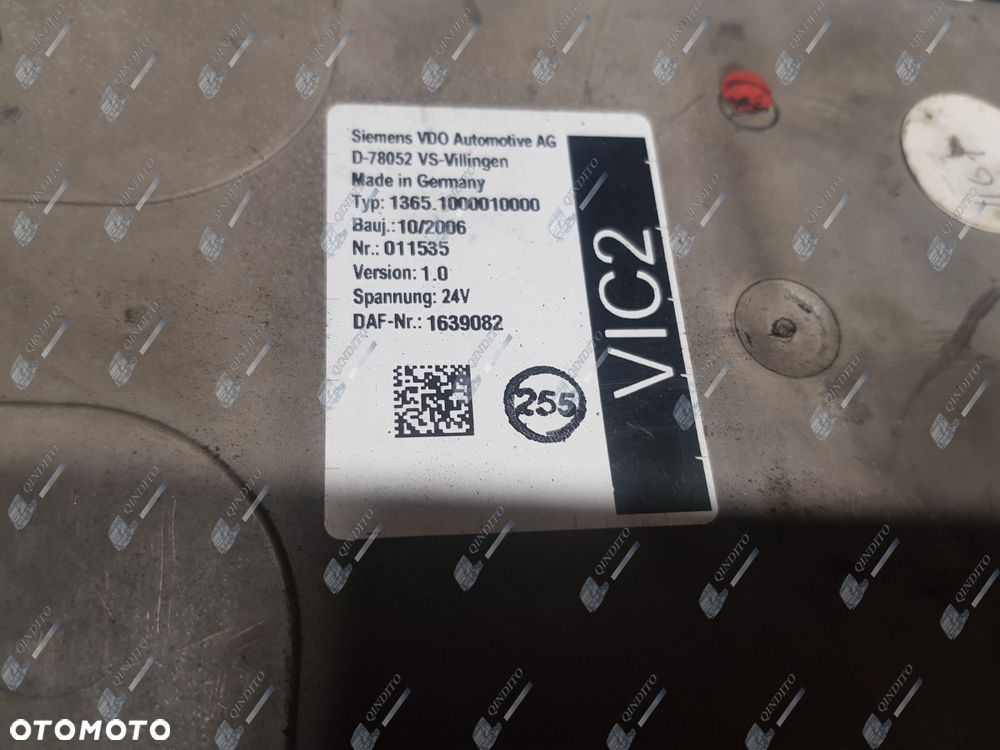 Siemens VDO Automotive AG
D-78052 VS-Villingen
Made in Germany
Typ: 1365.1000010000
Bauj.: 10/2006
Nr.: 011535
Version: 1.0
Spannung: 24V
DAF-Nr.: 1639082
255
VIC2
QINDITO
OTOMOTO